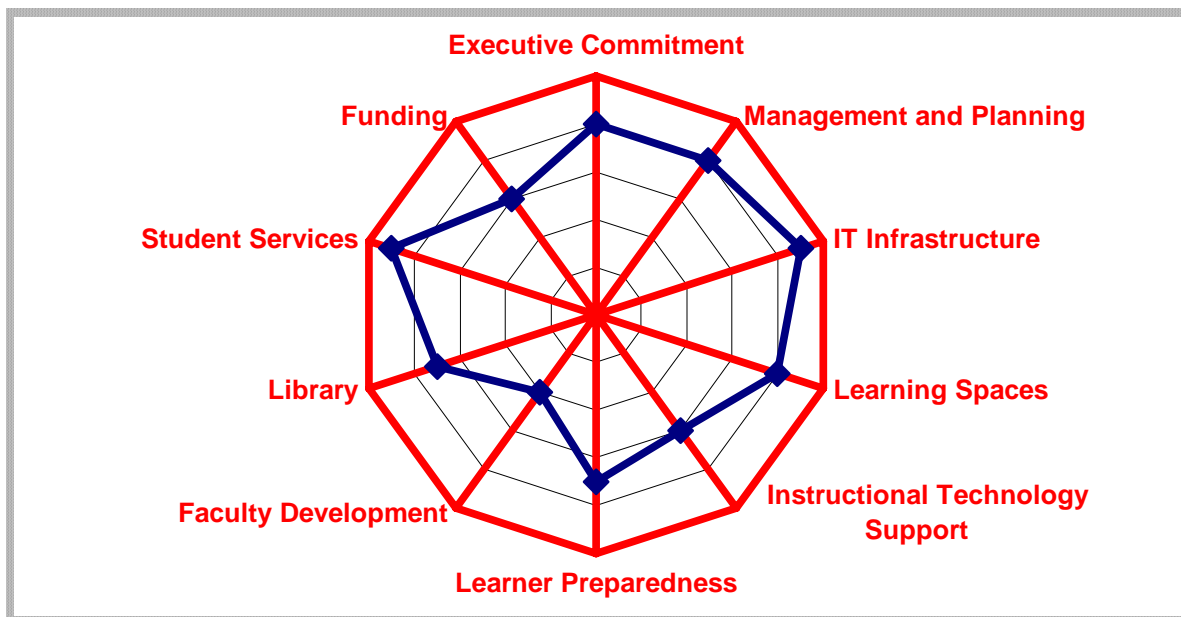 Executive Commitment
Funding
Management and Planning
Student Services
IT Infrastructure
Library
Learning Spaces
Faculty Development
Instructional Technology
Support
Learner Preparedness